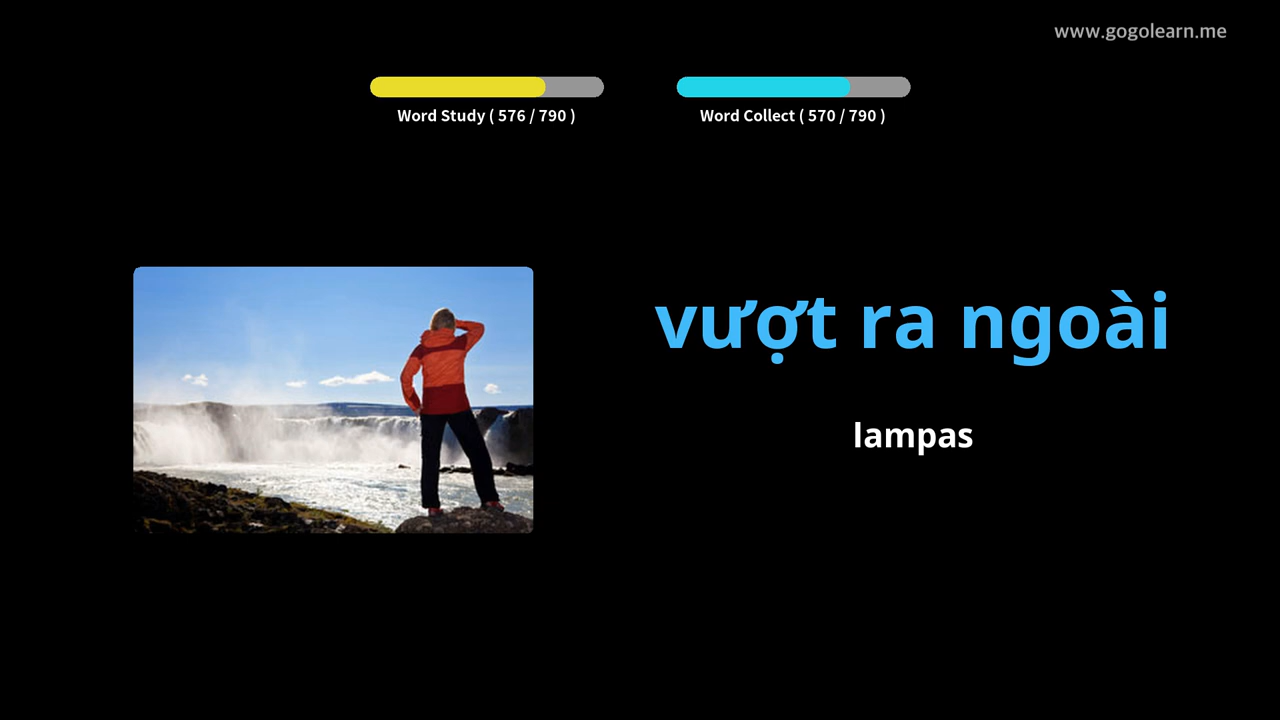 www.gogolearn.me
Word Study ( 576 / 790 )
Word Collect ( 570 / 790 )
vượt ra ngoài
lampas